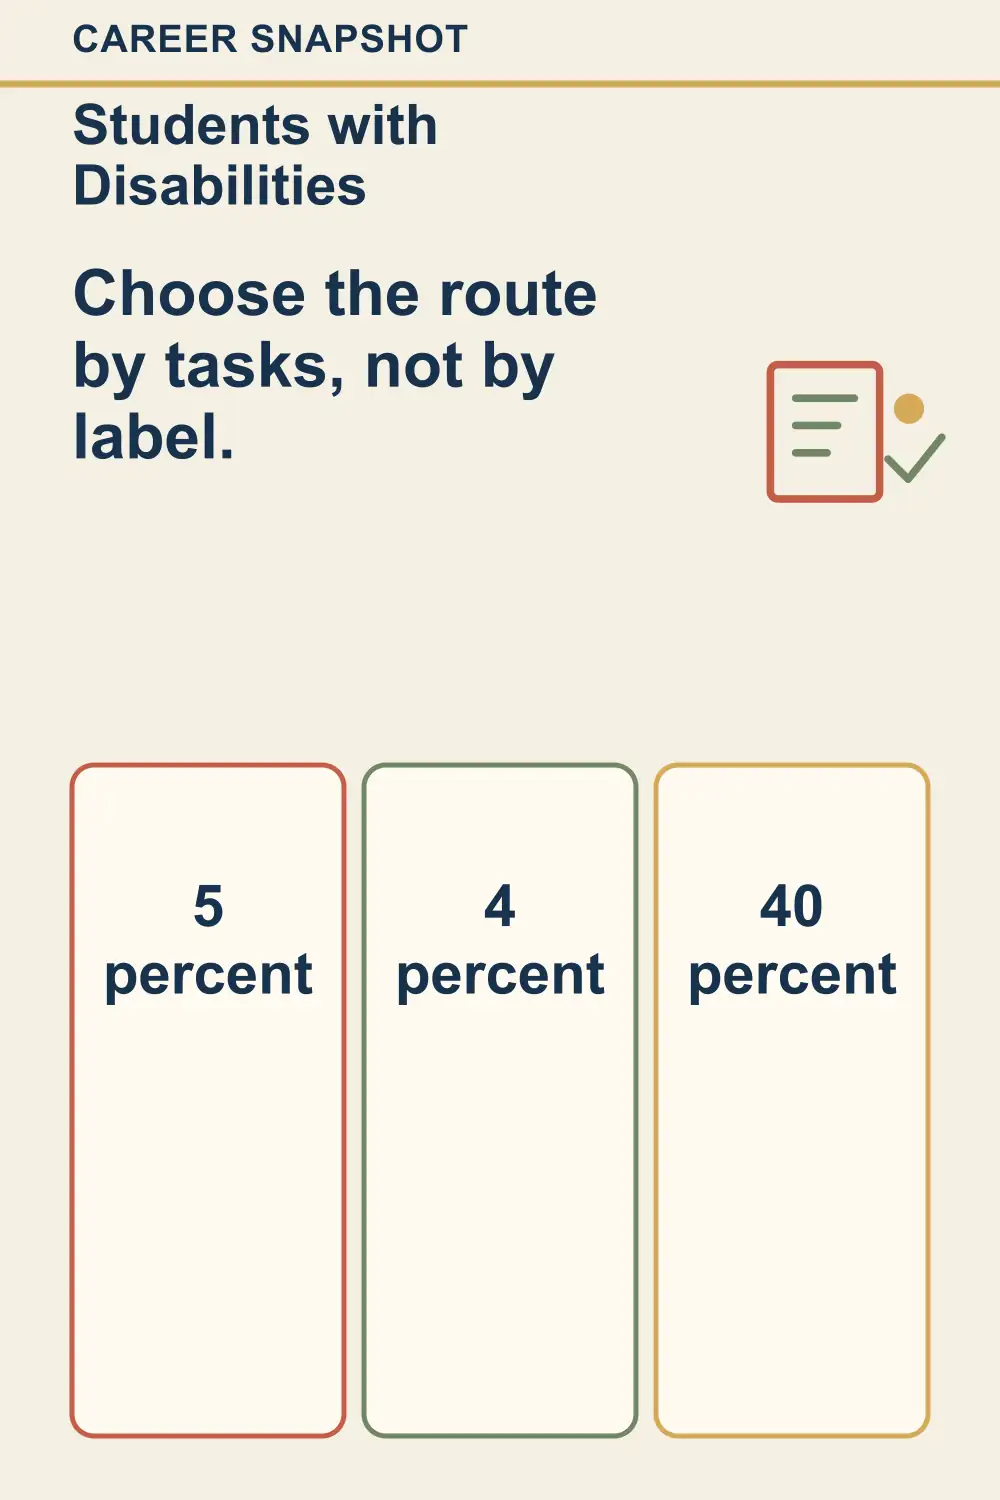 CAREER SNAPSHOT
Students with
Disabilities
Choose the route
by tasks, not by
label.
5
percent
4
percent
40
percent